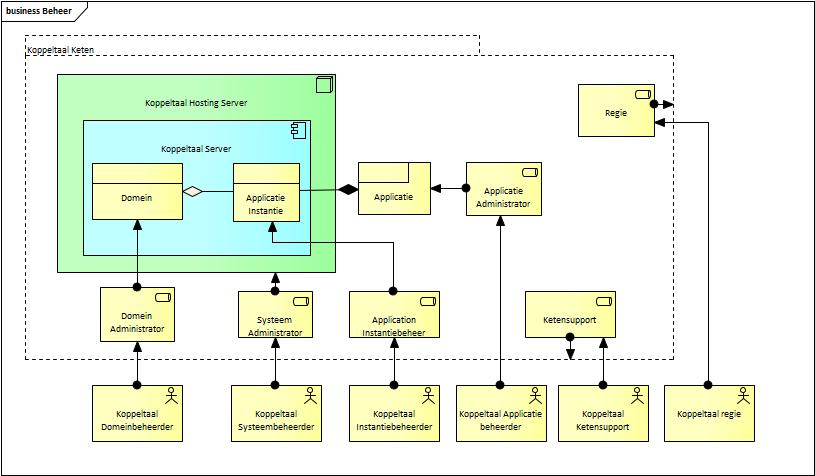 business Beheer
Koppeltaal Keten
Koppeltaal Hosting Server
Koppeltaal Server
Regie
Domein
Applicatie
Instantie
Applicatie
Applicatie
Administrator
Domein
Administrator
Systeem
Administrator
Application
Instantiebeheer
Ketensupport
Koppeltaal
Domeinbeheerder
Koppeltaal
Systeembeheerder
Koppeltaal
Instantiebeheerder
Koppeltaal Applicatie
beheerder
Koppeltaal
Ketensupport
Koppeltaal regie